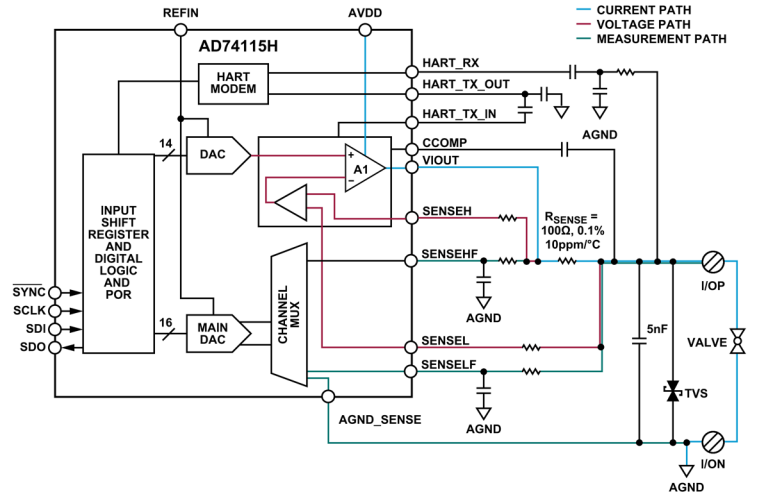 REFIN
AVDD
CURRENT PATH
VOLTAGE PATH
MEASUREMENT PATH
AD74115H
HART_RX
HART
MODEM
HART_TX_OUT
HART_TX_IN
AGND
14
DAC
+
–
A1
CCOMP
VIOUT
INPUT
SHIFT
REGISTER
AND
DIGITAL
LOGIC
AND
POR
SENSEH
RSENSE =
100Ω, 0.1%
10ppm/°C
SENSEHF
I/OP
AGND
CHANNEL
MUX
SYNC
SCLK
SDI
SDO
16
MAIN
DAC
SENSEL
5nF
VALVE
SENSELF
TVS
AGND_SENSE
AGND
I/ON
AGND